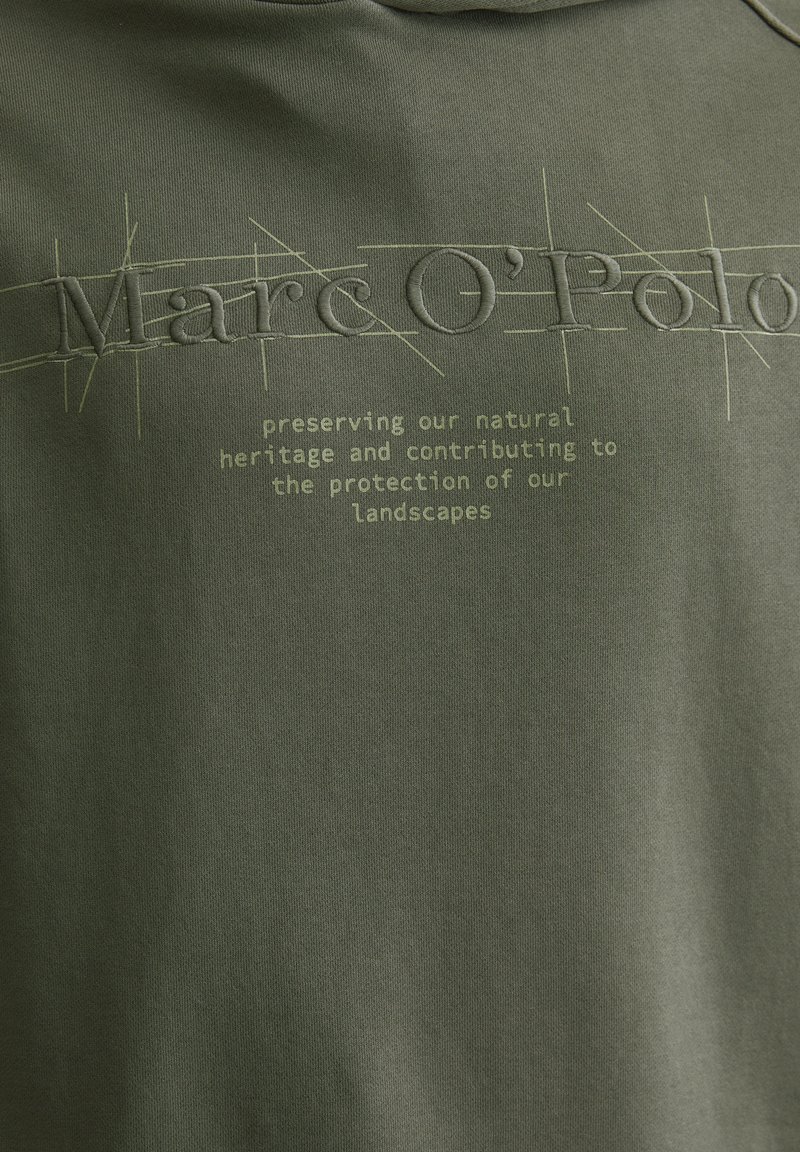 Marc O'Polo
preserving our natural
heritage and contributing to
the protection of our
landscapes